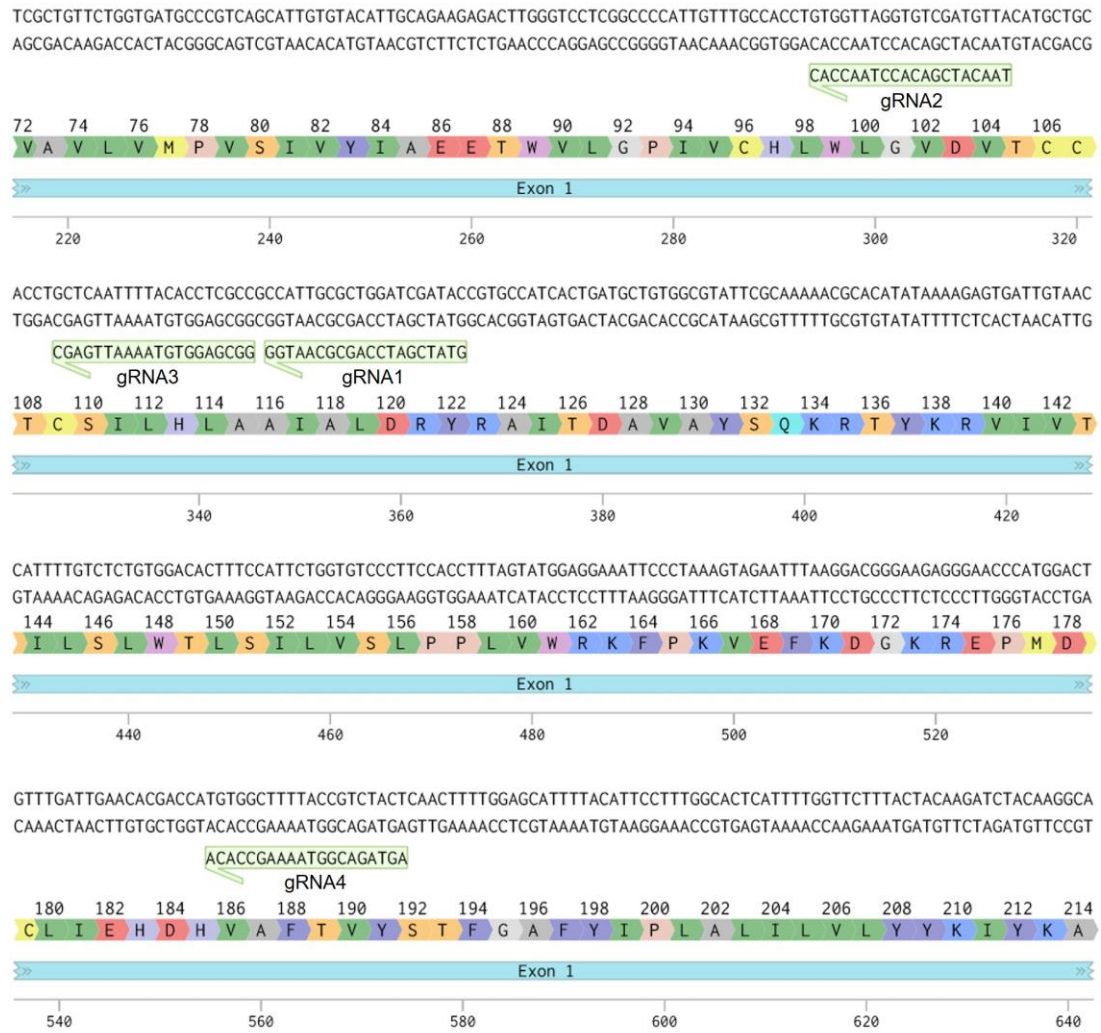 TCGCTGTTCTGGTGATGCCCGTCAGCATTGTGTACATTGCAGAAGAGACTTGGGTCCTCGGCCCCATTGTTTGCCACCTGTGGTTAGGTGTCGATGTTACATGCTGC
AGCGACAAGACCACTACGGGCAGTCGTAACACATGTAACGTCTTCTCTGAACCCAGGAGCCGGGGTAACAAACGGTGGACACCAATCCACAGCTACAATGTACGACG
CACCAATCCACAGCTACAAT
gRNA2
72 74 76 78 80 82 84 86 88 90 92 94 96 98 100 102 104 106
V A V L V M P V S I V Y I A E E T W V L G P I V C H L W L G V D V T C C
Exon 1
220 240 260 280 300 320
ACCTGCTCAATTTTACACCTCGCCGCCATTGCGCTGGATCGATACCGTGCCATCACTGATGCTGTGGCGTATTCGCAAAAACGCACATATAAAAGAGTGATTGTAAC
TGGACGAGTTAAAATGTGGAGCGGCGGTAACGCGACCTAGCTATGGCACGGTAGTGACTACGACACCGCATAAGCGTTTTTGCGTGTATATTTTCTCACTAACATTG
CGAGTTAAAATGTGGAGCGG GGTAACGCGACCTAGCTATG
gRNA3 gRNA1
108 110 112 114 116 118 120 122 124 126 128 130 132 134 136 138 140 142
T C S I L H L A A I A L D R Y R A I T D A V A Y S Q K R T Y K R V I V T
Exon 1
340 360 380 400 420
CATTTTGTCTCTGTGGACACTTTCCATTCTGGTGTCCCTTCCACCTTTAGTATGGAGGAAATTCCCTAAAGTAGAATTTAAGGACGGGAAGAGGGAACCCATGGACT
GTAAAACAGAGACACCTGTGAAAGGTAAGACCACAGGGAAGGTGGAAATCATACCTCCTTTAAGGGATTTCATCTTAAATTCCTGCCCTTCTCCCTTGGGTACCTGA
144 146 148 150 152 154 156 158 160 162 164 166 168 170 172 174 176 178
I L S L W T L S I L V S L P P L V W R K F P K V E F K D G K R E P M D
Exon 1
440 460 480 500 520
GTTTGATTGAACACGACCATGTGGCTTTTACCGTCTACTCAACTTTTGGAGCATTTTACATTCCTTTGGCACTCATTTTGGTTCTTTACTACAAGATCTACAAGGCA
CAAACTAACTTGTGCTGGTACACCGAAAATGGCAGATGAGTTGAAAACCTCGTAAAATGTAAGGAAACCGTGAGTAAAACCAAGAAATGATGTTCTAGATGTTCCGT
ACACCGAAAATGGCAGATGA
gRNA4
180 182 184 186 188 190 192 194 196 198 200 202 204 206 208 210 212 214
C L I E H D H V A F T V Y S T F G A F Y I P L A L I L V L Y Y K I Y K A
Exon 1
540 560 580 600 620 640